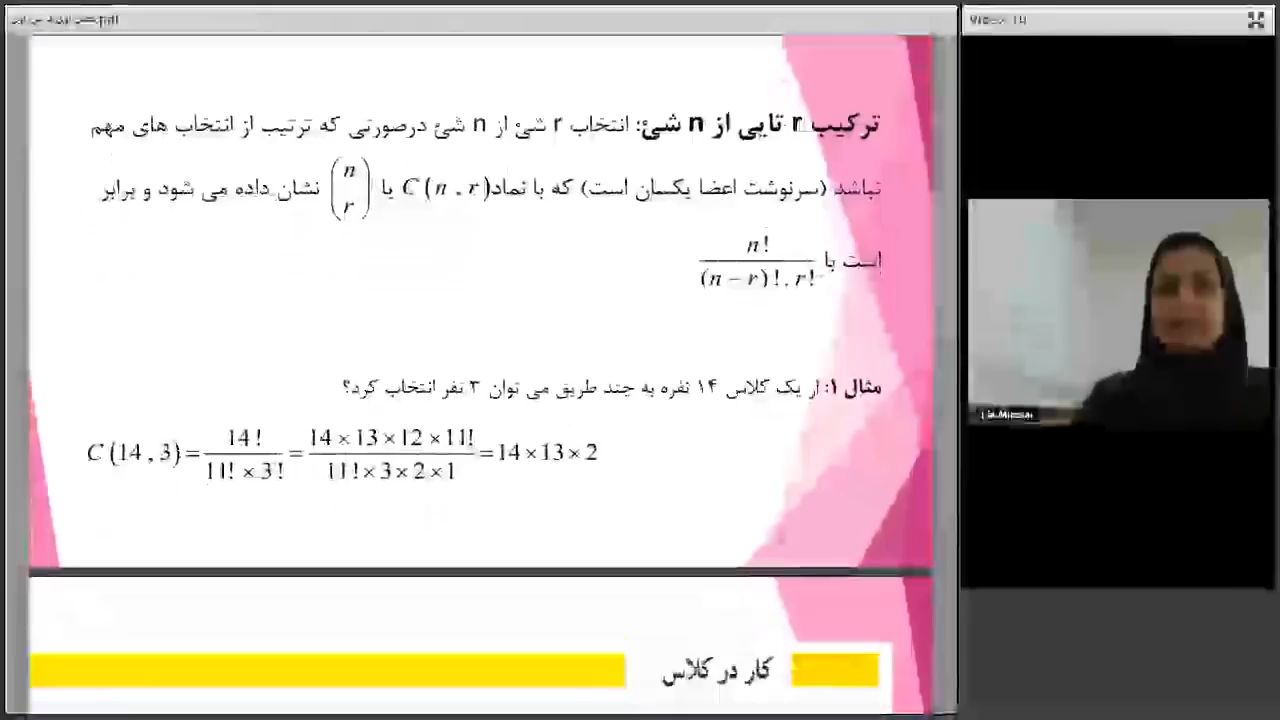 ترکیب r تایی از n شئ: انتخاب r شئ از n شئ درصورتی که ترتیب از انتخاب های مهم
نباشد (سرنوشت اعضا یکسان است) که با نماد C (n , r) یا (n r) نشان داده می شود و برابر
است با n! / (n − r)! . r!
مثال ۱: از یک کلاس ۱۴ نفره به چند طریق می توان ۳ نفر انتخاب کرد؟
C (14 , 3) = 14! / 11! × 3! = 14 × 13 × 12 × 11! / 11! × 3 × 2 × 1 = 14 × 13 × 2
کار در کلاس